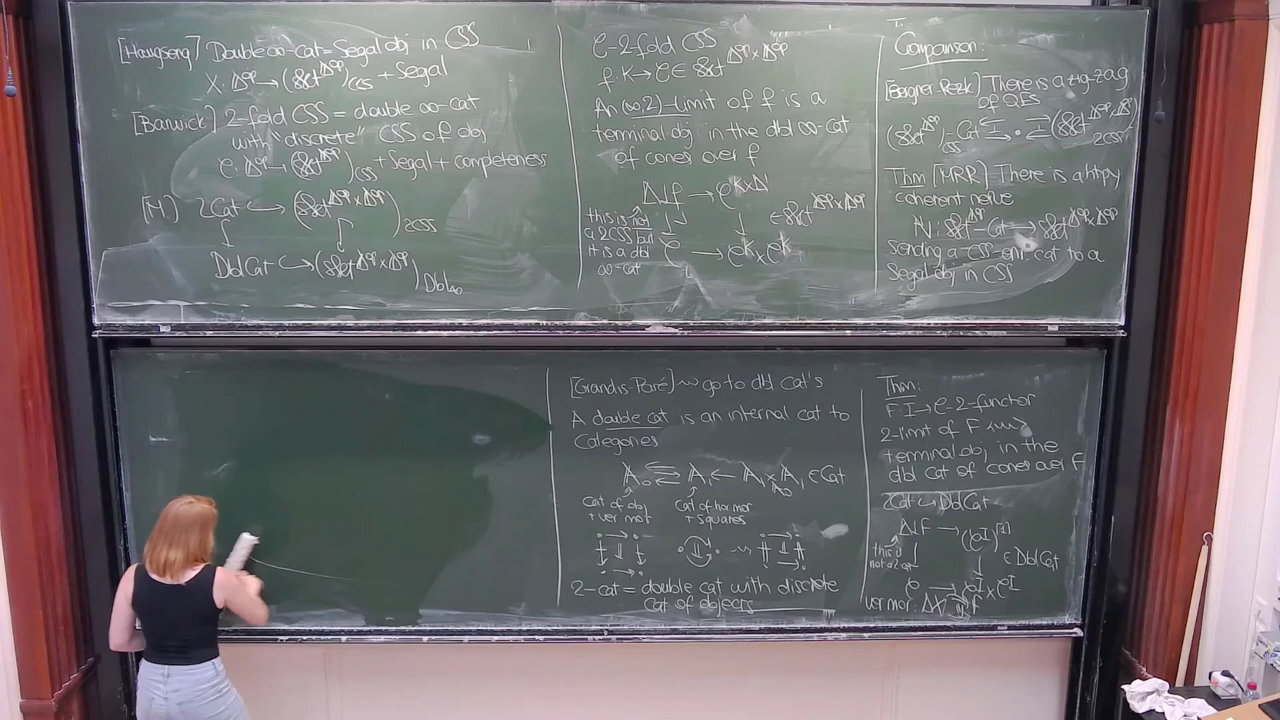 [Haugseng] Double ∞-cat = Segal obj in CSS
X: Δ^op → (sSet^Δ^op)_CSS + Segal
[Barwick] 2-fold CSS = double ∞-cat
with "discrete" CSS of obj
C: Δ^op → (sSet^Δ^op)_CSS + Segal + completeness
[M] 2Cat ↪ (sSet^Δ^op×Δ^op)_2CSS
DblCat ↪ (sSet^Δ^op×Δ^op)_Dbl∞
C - 2-fold CSS
f: K → C ∈ sSet^Δ^op×Δ^op
An (∞,2)-limit of f is a
terminal obj in the dbl ∞-cat
of cones over f
Δ↓f → C^K×Δ^1
this is not
a 2CSS but
it is a dbl
∞-cat
∈ sSet^Δ^op×Δ^op
C → C^K × C^K
Comparison:
[Bergner-Rezk] There is a zig-zag
of QEs
(sSet^Δ^op)_CSS-Cat ⇆ · ⇄ (sSet^Δ^op×Δ^op)_2CSS
Thm [MRR] There is a htpy
coherent nerve
N: sSet^Δ^op-Cat → sSet^Δ^op×Δ^op
sending a CSS-enr. cat to a
Segal obj in CSS
[Grandis-Paré] ⇝ go to dbl cat's
A double cat is an internal cat to
categories
A_0 ⇆ A_1 ← A_1 ×_A_0 A_1 ∈ Cat
cat of obj
+ ver mor
cat of hor mor
+ squares
2-cat = double cat with discrete
cat of objects
Thm:
F: I → C - 2-functor
2-limit of F ⇝
terminal obj in the
dbl cat of cones over F
2Cat ↪ DblCat
Δ↓F → (C^I)^[1]
this is
not a 2-cat
∈ DblCat
C → C^I × C^I
ver mor: